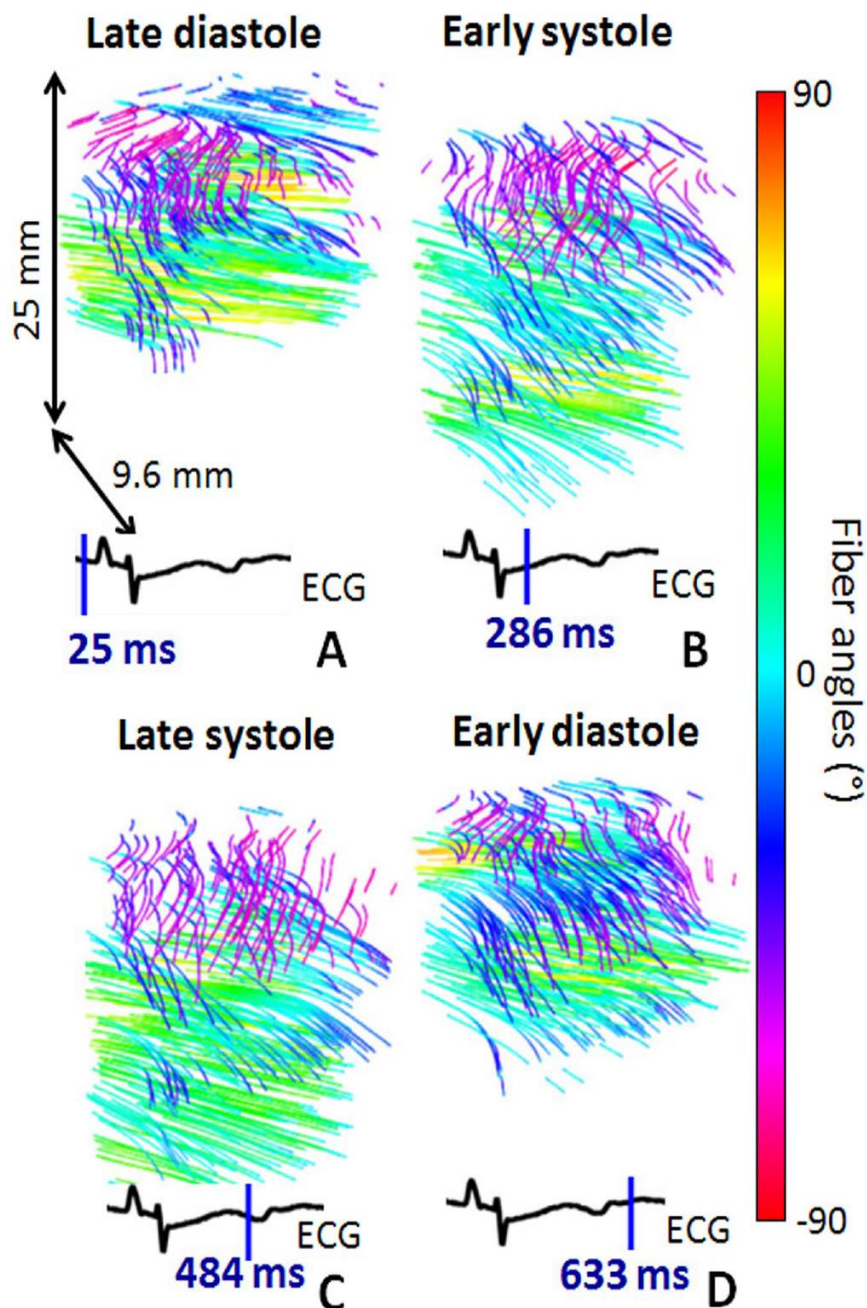 Late diastole
Early systole
25 mm
9.6 mm
ECG
25 ms
A
ECG
286 ms
B
90
0
-90
Fiber angles (°)
Late systole
Early diastole
ECG
484 ms
C
ECG
633 ms
D